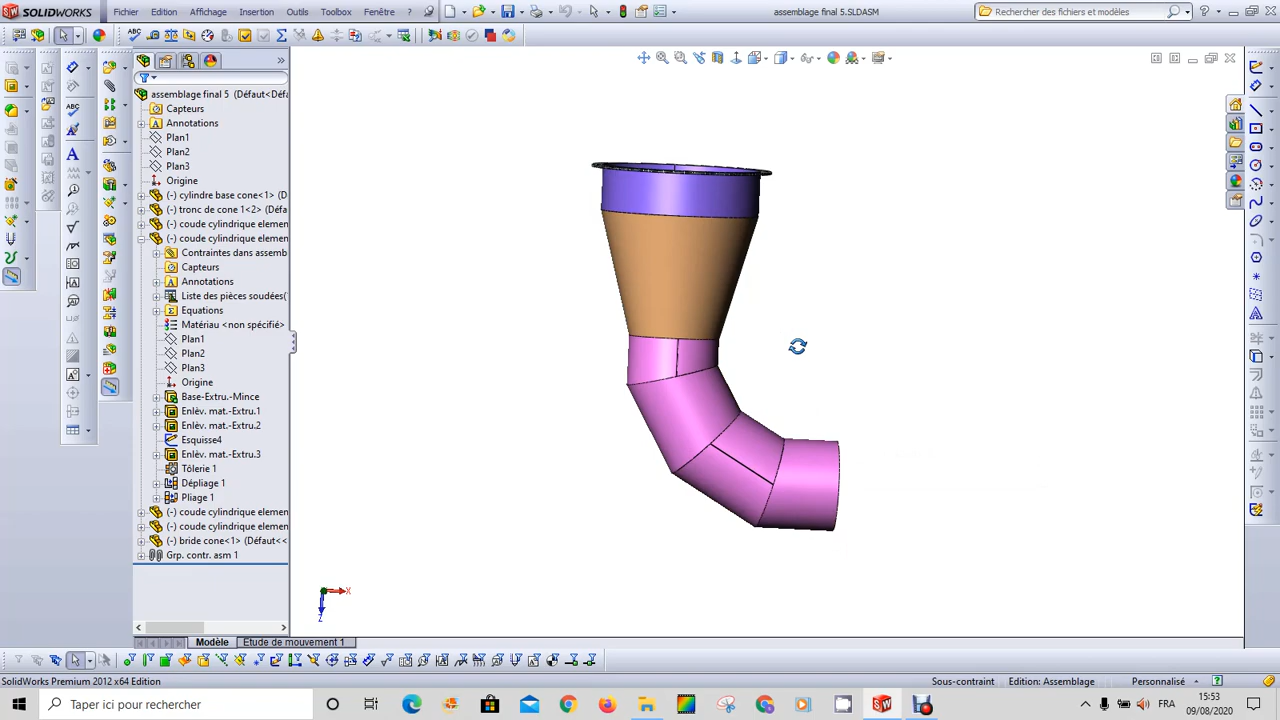 SOLIDWORKS
Fichier Edition Affichage Insertion Outils Toolbox Fenêtre ?
assemblage final 5.SLDASM
Rechercher des fichiers et modèles
assemblage final 5 (Défaut<Défa
Capteurs
Annotations
Plan1
Plan2
Plan3
Origine
(-) cylindre base cone<1> (D
(-) tronc de cone 1<2> (Défa
(-) coude cylindrique elemen
(-) coude cylindrique elemen
Contraintes dans assemb
Capteurs
Annotations
Liste des pièces soudées(
Equations
Matériau <non spécifié>
Plan1
Plan2
Plan3
Origine
Base-Extru.-Mince
Enlèv. mat.-Extru.1
Enlèv. mat.-Extru.2
Esquisse4
Enlèv. mat.-Extru.3
Tôlerie 1
Dépliage 1
Pliage 1
(-) coude cylindrique elemen
(-) coude cylindrique elemen
(-) bride cone<1> (Défaut<<
Grp. contr. asm 1
X
Z
Modèle Etude de mouvement 1
SolidWorks Premium 2012 x64 Edition
Sous-contraint
Edition: Assemblage
Personnalisé
Taper ici pour rechercher
FRA
15:53
09/08/2020